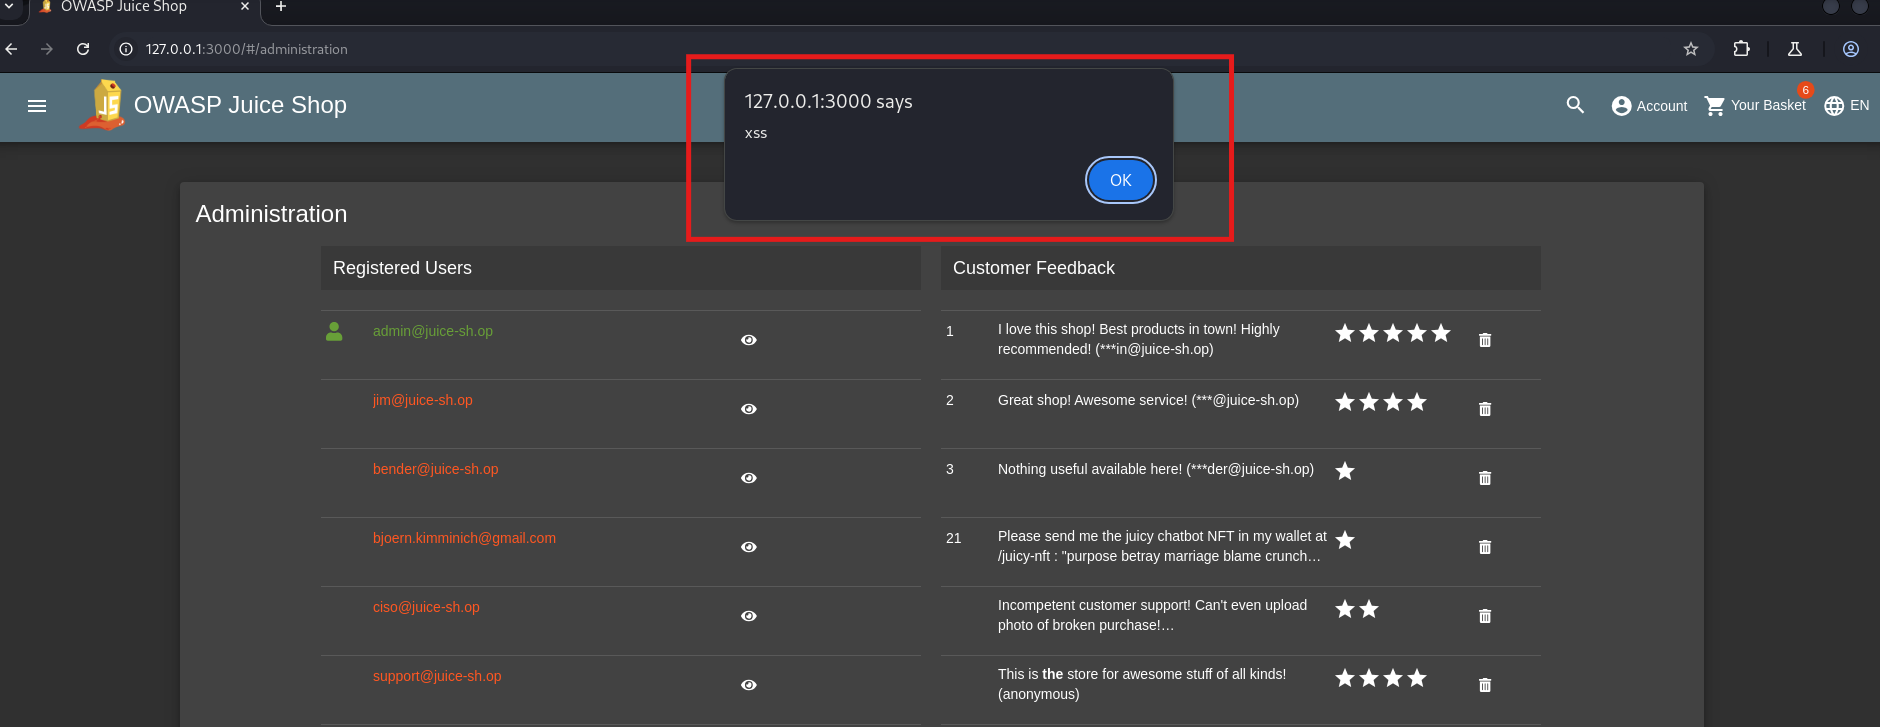 OWASP Juice Shop
127.0.0.1:3000/#/administration
OWASP Juice Shop
127.0.0.1:3000 says
xss
OK
Account
Your Basket
6
EN
Administration
Registered Users
admin@juice-sh.op
jim@juice-sh.op
bender@juice-sh.op
bjoern.kimminich@gmail.com
ciso@juice-sh.op
support@juice-sh.op
Customer Feedback
1
I love this shop! Best products in town! Highly
recommended! (***in@juice-sh.op)
2
Great shop! Awesome service! (***@juice-sh.op)
3
Nothing useful available here! (***der@juice-sh.op)
21
Please send me the juicy chatbot NFT in my wallet at
/juicy-nft : "purpose betray marriage blame crunch…
Incompetent customer support! Can't even upload
photo of broken purchase!…
This is the store for awesome stuff of all kinds!
(anonymous)